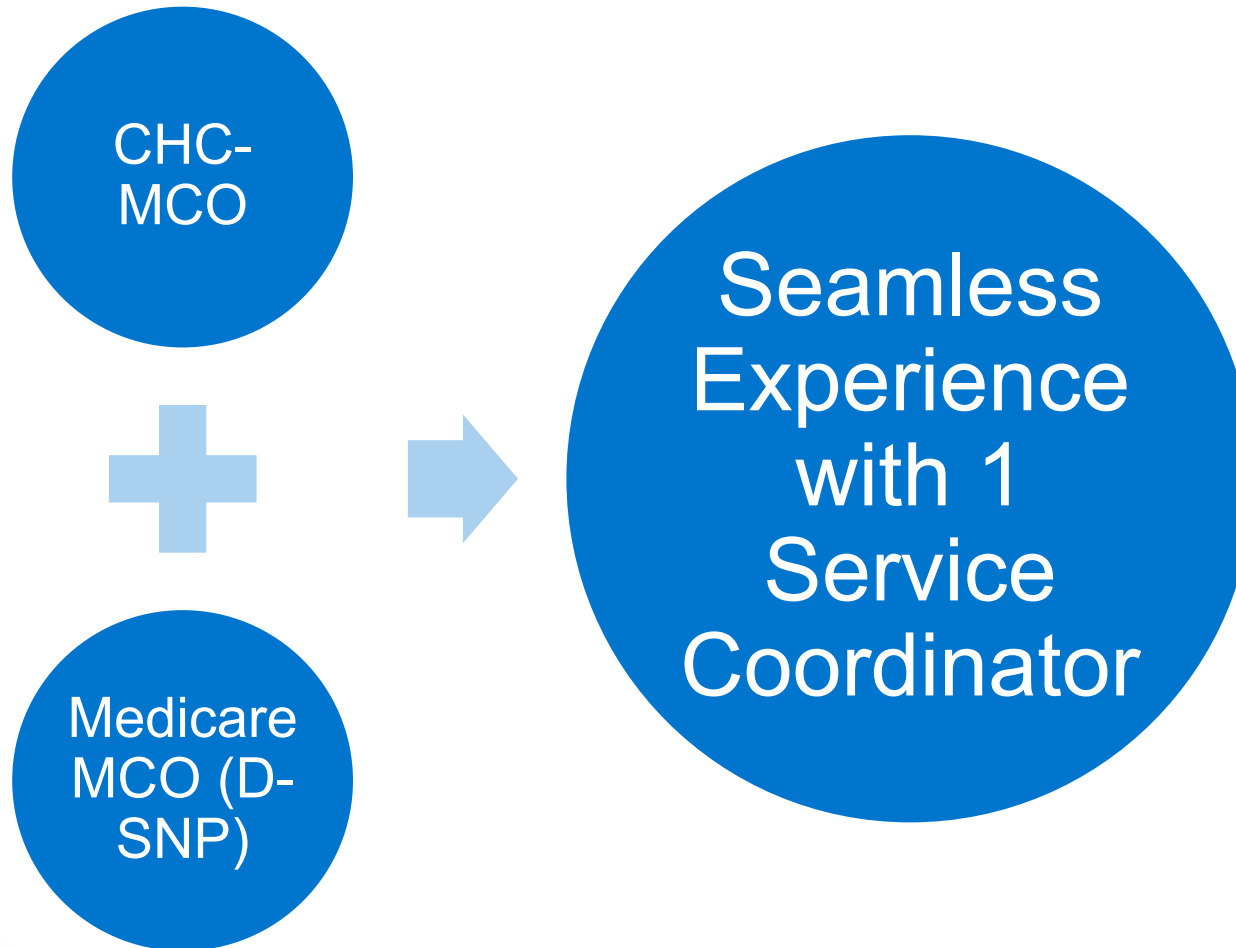 CHC-
MCO
Medicare
MCO (D-
SNP)
Seamless
Experience
with 1
Service
Coordinator